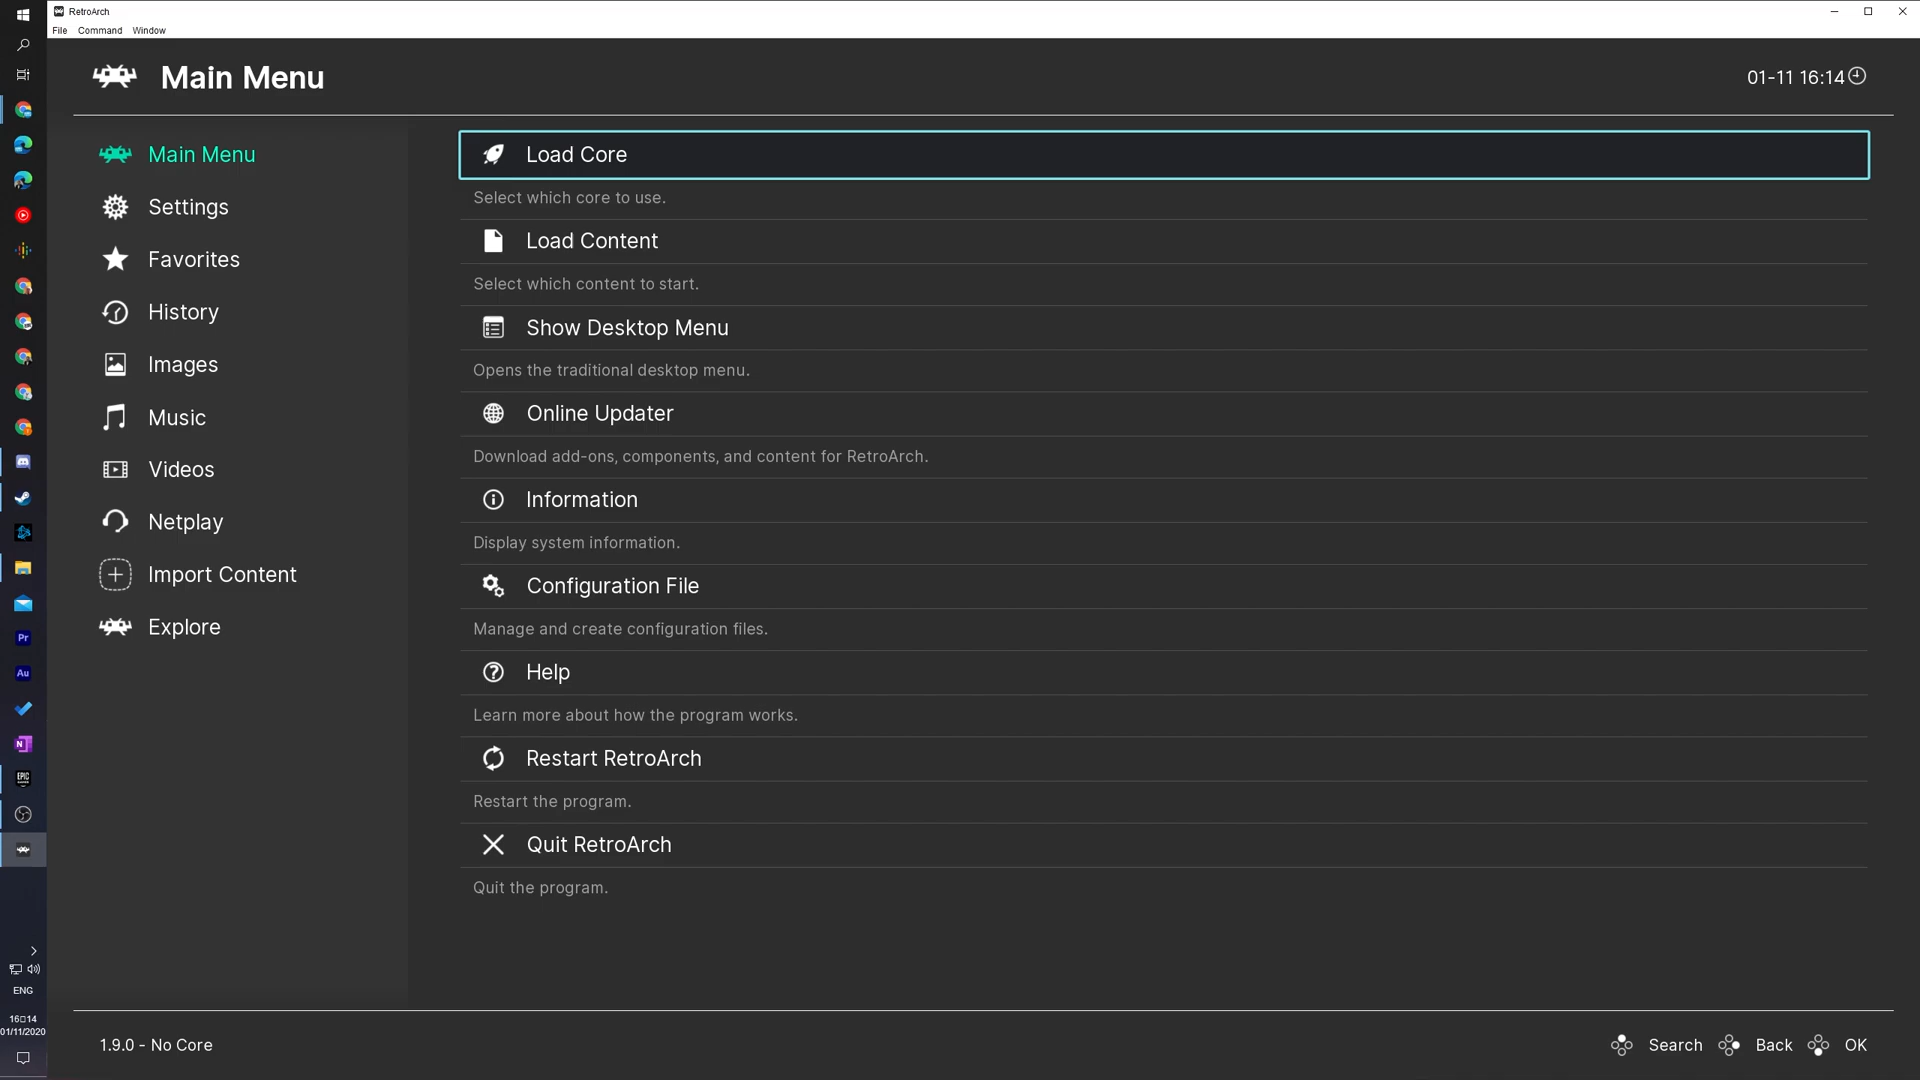 RetroArch
File Command Window
Main Menu
01-11 16:14
Main Menu
Settings
Favorites
History
Images
Music
Videos
Netplay
Import Content
Explore
Load Core
Select which core to use.
Load Content
Select which content to start.
Show Desktop Menu
Opens the traditional desktop menu.
Online Updater
Download add-ons, components, and content for RetroArch.
Information
Display system information.
Configuration File
Manage and create configuration files.
Help
Learn more about how the program works.
Restart RetroArch
Restart the program.
Quit RetroArch
Quit the program.
1.9.0 - No Core
Search Back OK
Pr
Au
N
EPIC
ENG
16□14
01/11/2020